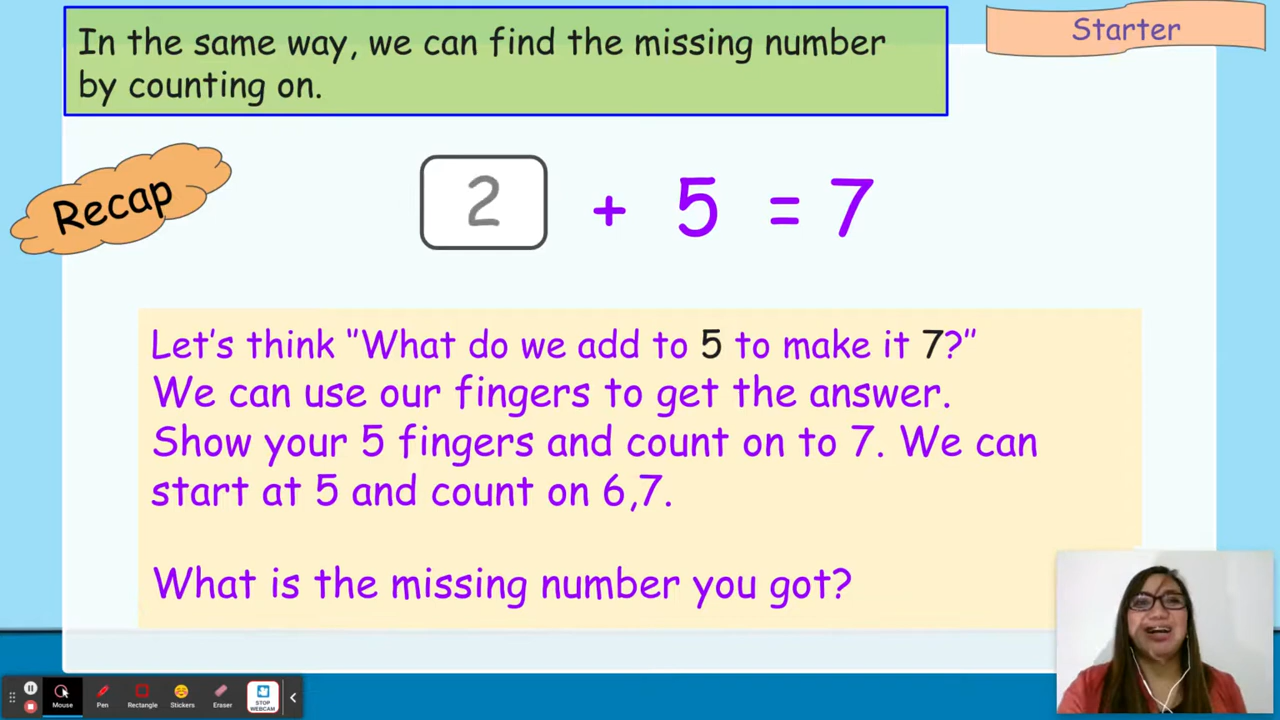 In the same way, we can find the missing number
by counting on.
Starter
Recap
2 + 5 = 7
Let's think "What do we add to 5 to make it 7?"
We can use our fingers to get the answer.
Show your 5 fingers and count on to 7. We can
start at 5 and count on 6,7.
What is the missing number you got?
Mouse
Pen
Rectangle
Stickers
Eraser
STOP
WEBCAM